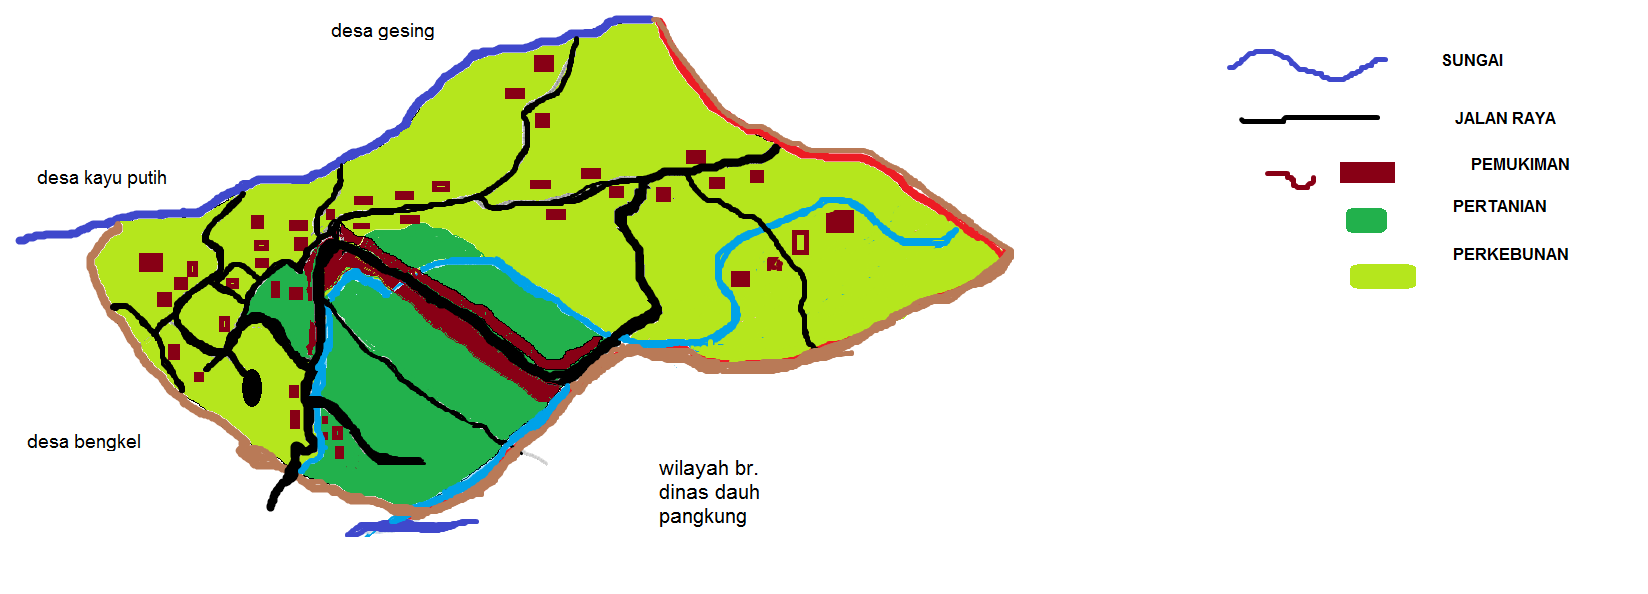 desa gesing
desa kayu putih
desa bengkel
wilayah br.
dinas dauh
pangkung
SUNGAI
JALAN RAYA
PEMUKIMAN
PERTANIAN
PERKEBUNAN